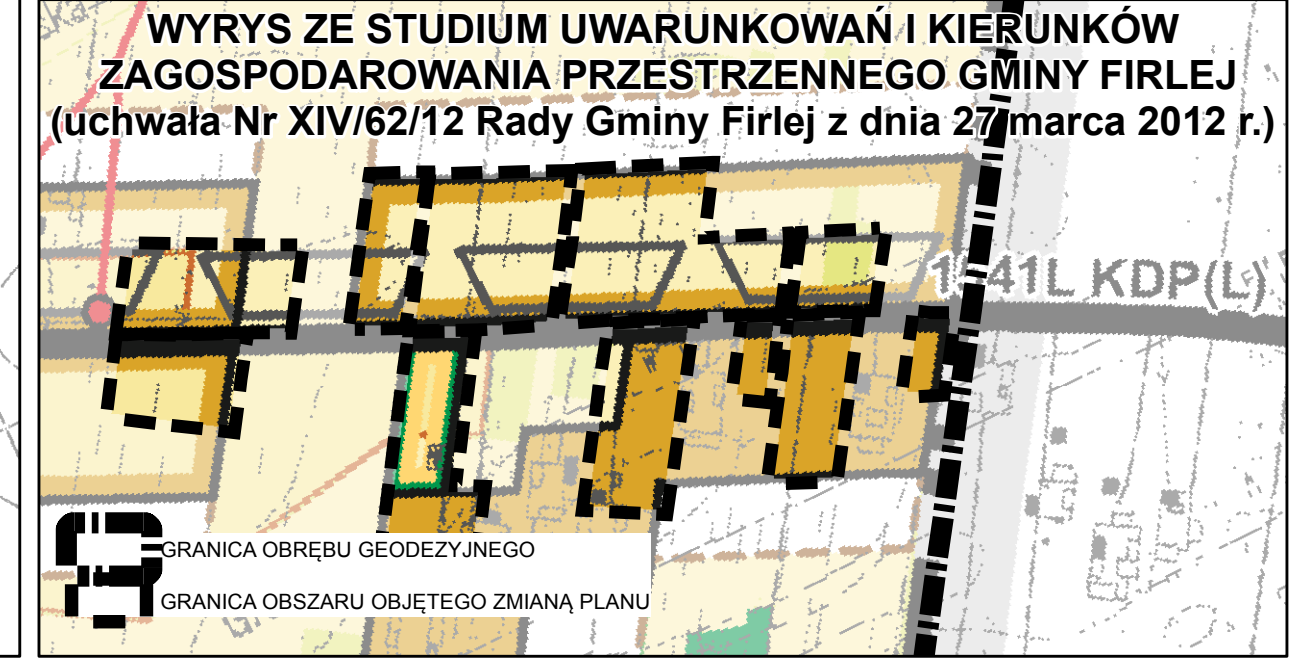 WYRYS ZE STUDIUM UWARUNKOWAŃ I KIERUNKÓW
ZAGOSPODAROWANIA PRZESTRZENNEGO GMINY FIRLEJ
(uchwała Nr XIV/62/12 Rady Gminy Firlej z dnia 27 marca 2012 r.)
1541L KDP(L)
GRANICA OBRĘBU GEODEZYJNEGO
GRANICA OBSZARU OBJĘTEGO ZMIANĄ PLANU